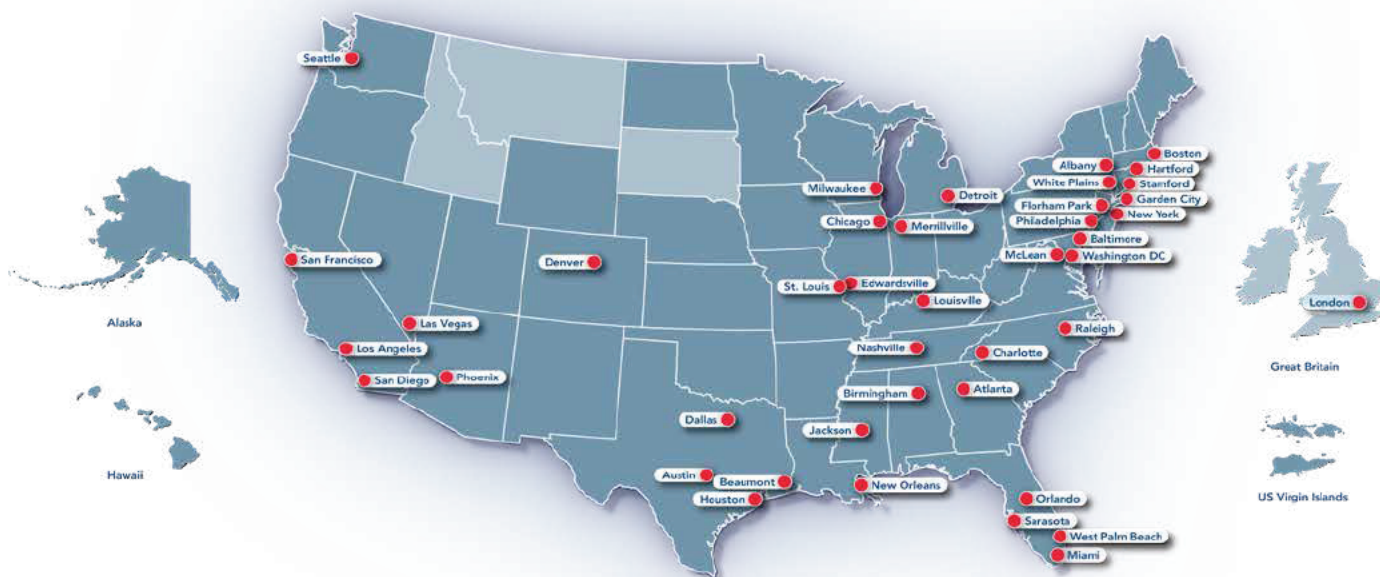 Seattle
Boston
Albany
Hartford
White Plains
Stamford
Milwaukee
Detroit
Garden City
Florham Park
New York
Chicago
Merrillville
Philadelphia
Baltimore
McLean
Washington DC
San Francisco
Denver
St. Louis
Edwardsville
Louisville
London
Alaska
Las Vegas
Raleigh
Los Angeles
Nashville
Charlotte
Great Britain
San Diego
Phoenix
Birmingham
Atlanta
Dallas
Jackson
Hawaii
Austin
Beaumont
New Orleans
Houston
Orlando
US Virgin Islands
Sarasota
West Palm Beach
Miami